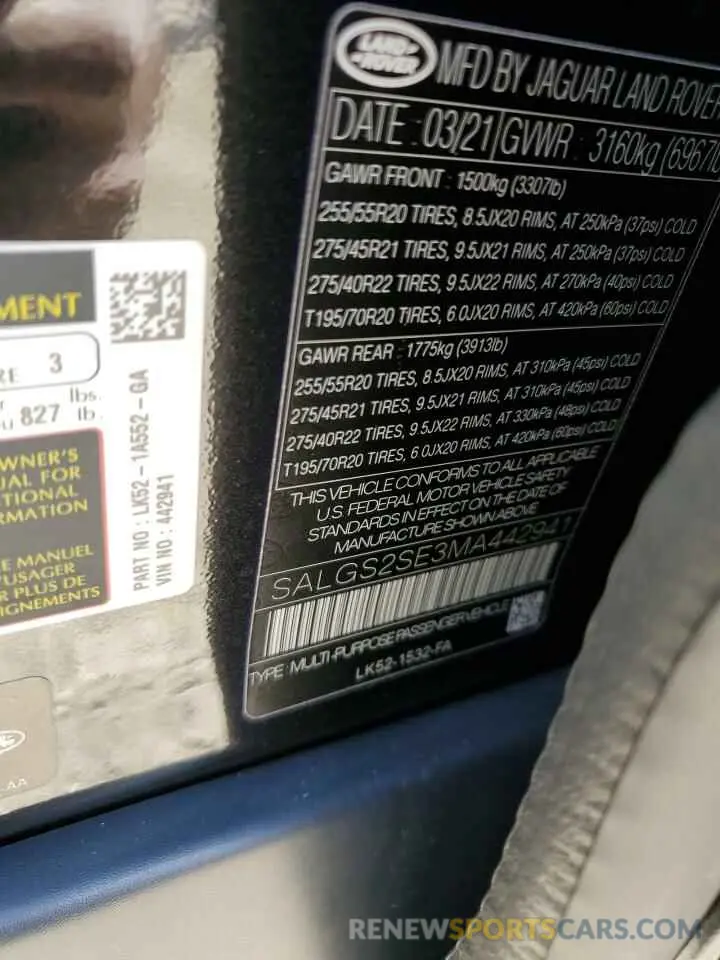 LAND
ROVER
MFD BY JAGUAR LAND ROVER
DATE : 03/21 GVWR : 3160kg (6967lb
GAWR FRONT : 1500kg (3307lb)
255/55R20 TIRES, 8.5JX20 RIMS, AT 250kPa (37psi) COLD
275/45R21 TIRES, 9.5JX21 RIMS, AT 250kPa (37psi) COLD
275/40R22 TIRES, 9.5JX22 RIMS, AT 270kPa (40psi) COLD
T195/70R20 TIRES, 6.0JX20 RIMS, AT 420kPa (60psi) COLD
GAWR REAR : 1775kg (3913lb)
255/55R20 TIRES, 8.5JX20 RIMS, AT 310kPa (45psi) COLD
275/45R21 TIRES, 9.5JX21 RIMS, AT 310kPa (45psi) COLD
275/40R22 TIRES, 9.5JX22 RIMS, AT 330kPa (48psi) COLD
T195/70R20 TIRES, 6.0JX20 RIMS, AT 420kPa (60psi) COLD
THIS VEHICLE CONFORMS TO ALL APPLICABLE
U.S. FEDERAL MOTOR VEHICLE SAFETY
STANDARDS IN EFFECT ON THE DATE OF
MANUFACTURE SHOWN ABOVE
SALGS2SE3MA442941
TYPE : MULTI-PURPOSE PASSENGER VEHICLE
LK52-1532-FA
MENT
RE 3
lbs.
u 827 lb.
WNER'S
UAL FOR
TIONAL
RMATION
E MANUEL
'USAGER
R PLUS DE
IGNEMENTS
PART NO : LK52-1A552-GA
VIN NO : 442941
-AA
RENEWSPORTSCARS.COM